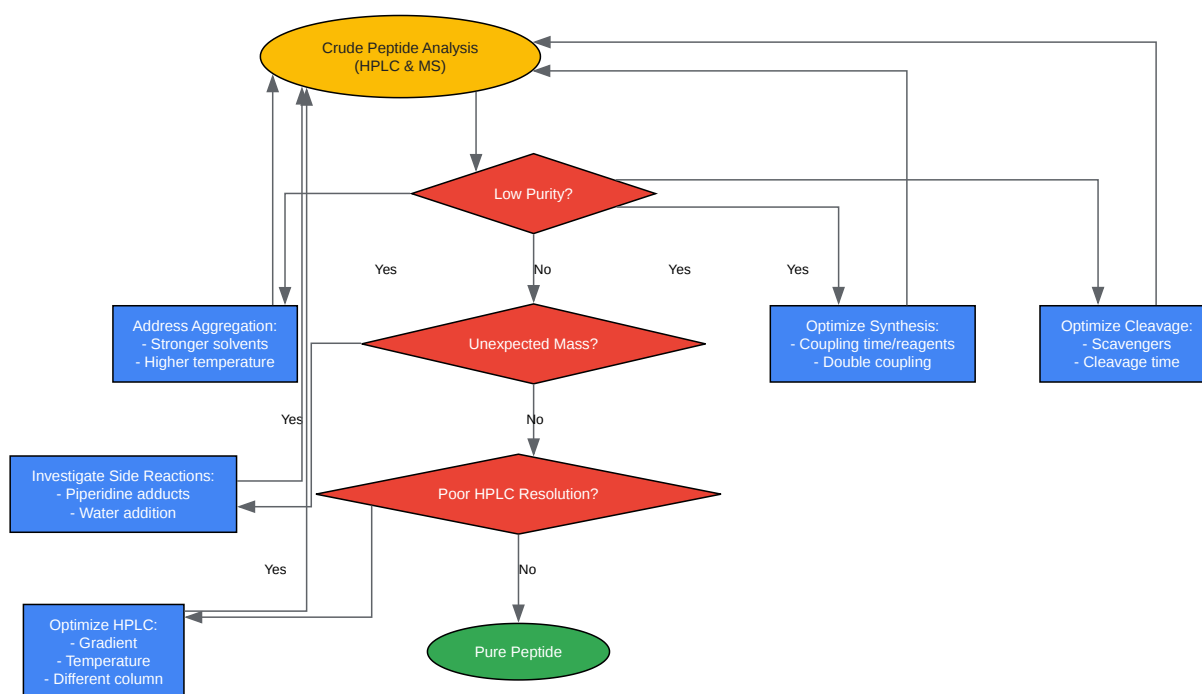 Crude Peptide Analysis
(HPLC & MS)
Low Purity?
Yes
No
Yes
Yes
Address Aggregation:
- Stronger solvents
- Higher temperature
Unexpected Mass?
Optimize Synthesis:
- Coupling time/reagents
- Double coupling
Optimize Cleavage:
- Scavengers
- Cleavage time
Yes
No
Investigate Side Reactions:
- Piperidine adducts
- Water addition
Poor HPLC Resolution?
Yes
No
Optimize HPLC:
- Gradient
- Temperature
- Different column
Pure Peptide